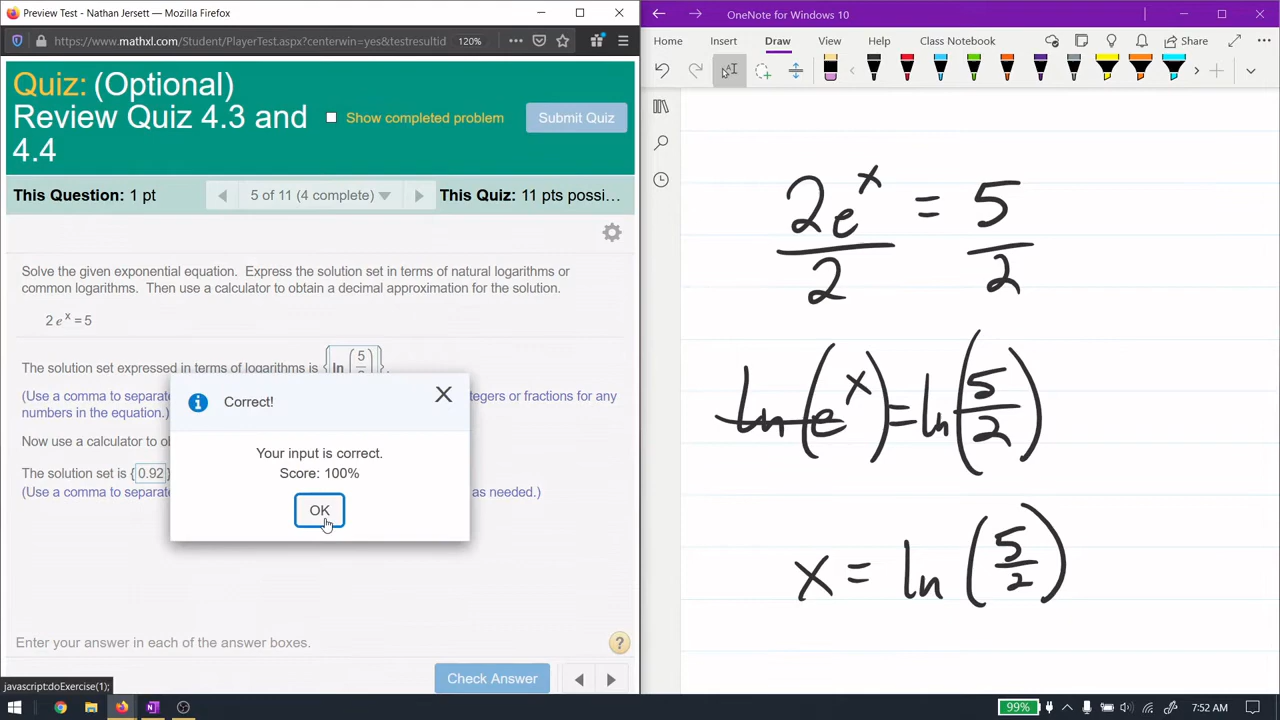 Preview Test - Nathan Jersett — Mozilla Firefox
https://www.mathxl.com/Student/PlayerTest.aspx?centerwin=yes&testresultid
120%
Quiz: (Optional)
Review Quiz 4.3 and
4.4
Show completed problem
Submit Quiz
This Question: 1 pt
5 of 11 (4 complete)
This Quiz: 11 pts possi...
Solve the given exponential equation. Express the solution set in terms of natural logarithms or
common logarithms. Then use a calculator to obtain a decimal approximation for the solution.
2 e^x = 5
The solution set expressed in terms of logarithms is { ln ( 5
(Use a comma to separate
tegers or fractions for any
numbers in the equation.)
Now use a calculator to ob
The solution set is { 0.92 }
(Use a comma to separate
as needed.)
Correct!
Your input is correct.
Score: 100%
OK
Enter your answer in each of the answer boxes.
?
Check Answer
javascript:doExercise(1);
OneNote for Windows 10
Home Insert Draw View Help Class Notebook Share
2e^x = 5
2 2
ln(e^x) = ln(5/2)
x = ln(5/2)
99%
7:52 AM